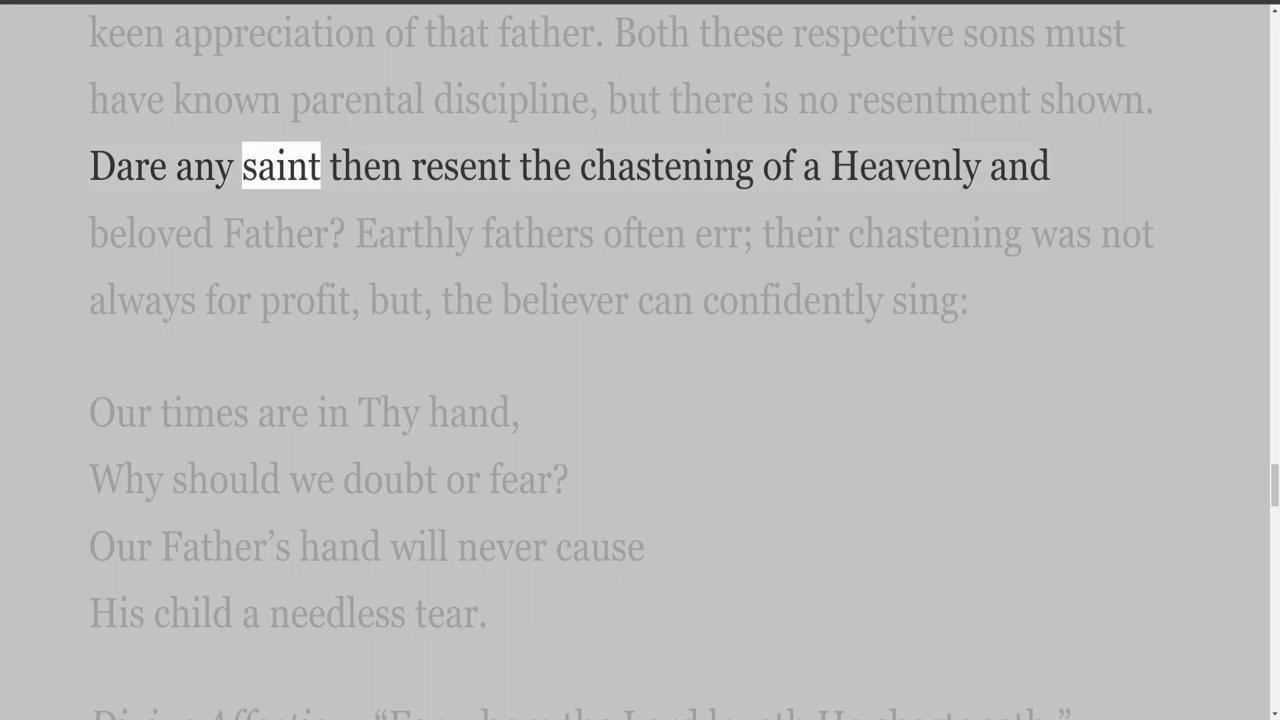 keen appreciation of that father. Both these respective sons must
have known parental discipline, but there is no resentment shown.
Dare any saint then resent the chastening of a Heavenly and
beloved Father? Earthly fathers often err; their chastening was not
always for profit, but, the believer can confidently sing:
Our times are in Thy hand,
Why should we doubt or fear?
Our Father’s hand will never cause
His child a needless tear.